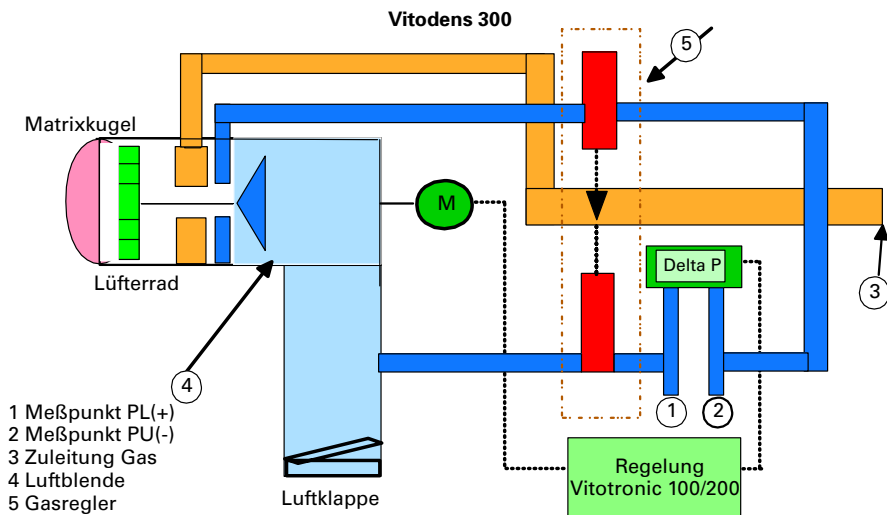 Vitodens 300
5
Matrixkugel
M
Delta P
Lüfterrad
3
4
1 Meßpunkt PL(+)
1
2
2 Meßpunkt PU(-)
3 Zuleitung Gas
4 Luftblende
5 Gasregler
Luftklappe
Regelung
Vitotronic 100/200